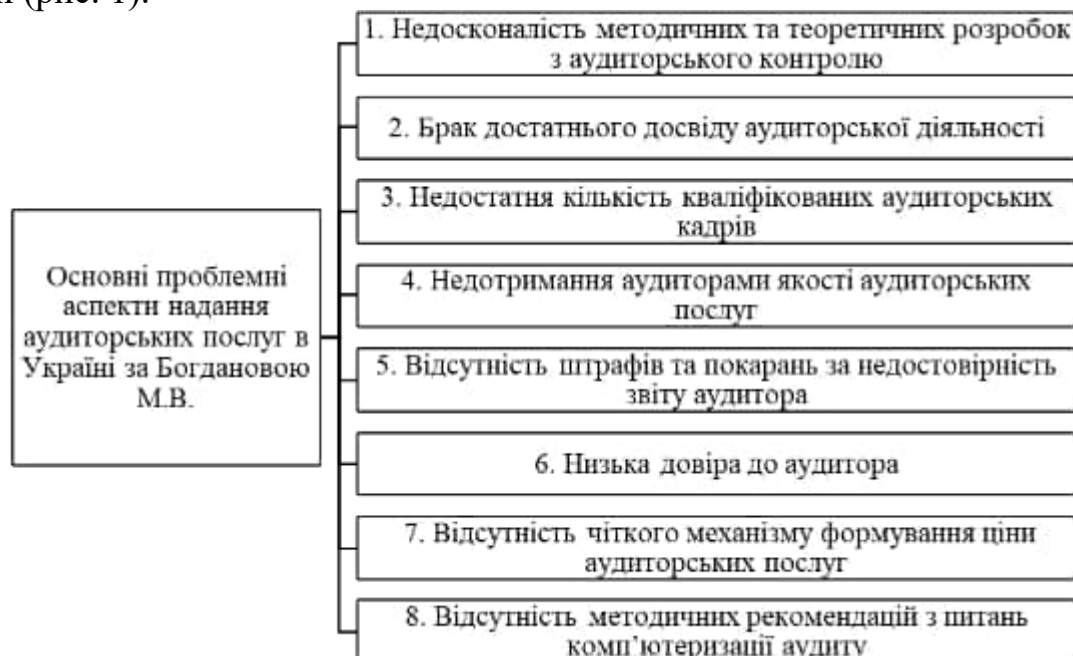 (рис. 1).
1. Недосконалість методичних та теоретичних розробок
з аудиторського контролю
2. Брак достатнього досвіду аудиторської діяльності
3. Недостатня кількість кваліфікованих аудиторських
кадрів
Основні проблемні
аспекти надання
аудиторських послуг в
Україні за Богдановою
М.В.
4. Недотримання аудиторами якості аудиторських
послуг
5. Відсутність штрафів та покарань за недостовірність
звіту аудитора
6. Низька довіра до аудитора
7. Відсутність чіткого механізму формування ціни
аудиторських послуг
8. Відсутність методичних рекомендацій з питань
комп’ютеризації аудиту